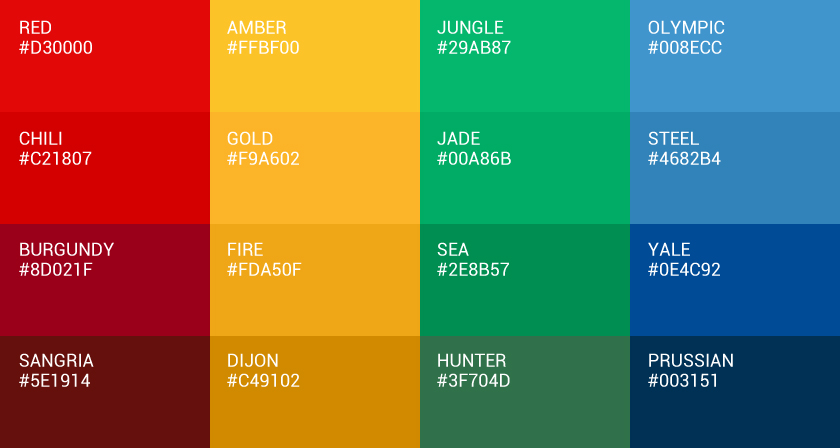 RED
#D30000
AMBER
#FFBF00
JUNGLE
#29AB87
OLYMPIC
#008ECC
CHILI
#C21807
GOLD
#F9A602
JADE
#00A86B
STEEL
#4682B4
BURGUNDY
#8D021F
FIRE
#FDA50F
SEA
#2E8B57
YALE
#0E4C92
SANGRIA
#5E1914
DIJON
#C49102
HUNTER
#3F704D
PRUSSIAN
#003151